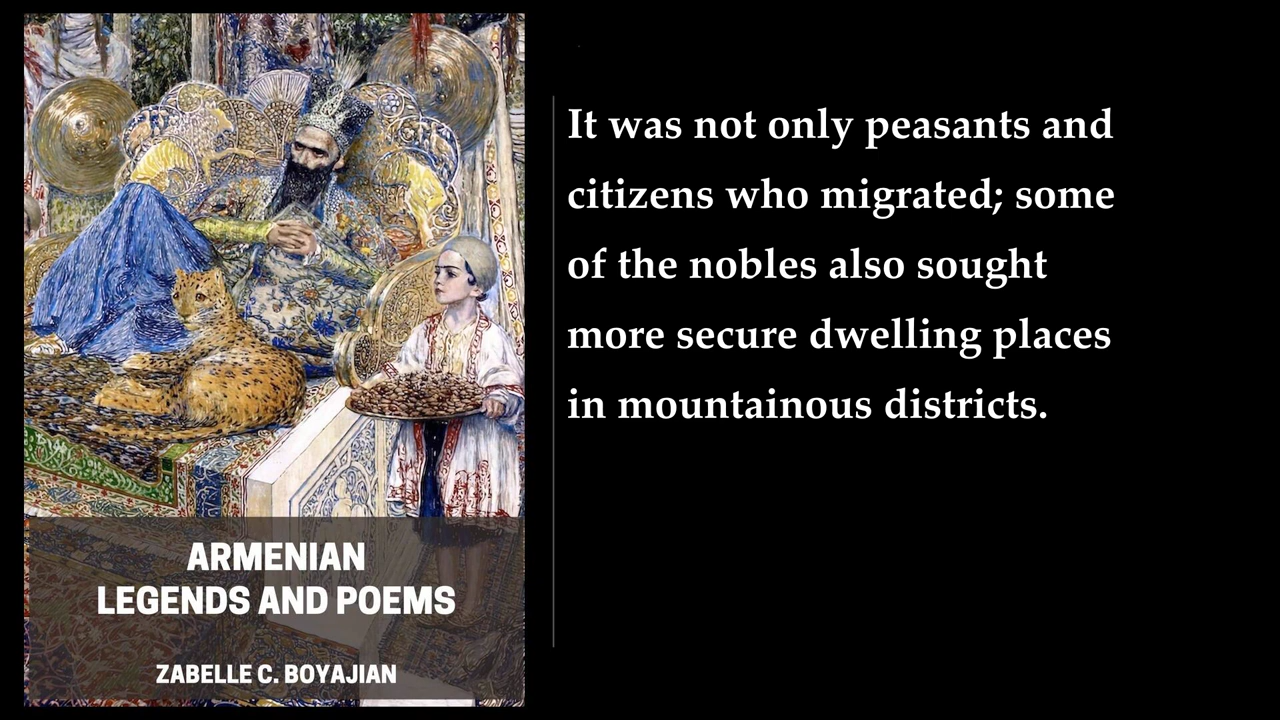 ARMENIAN
LEGENDS AND POEMS
ZABELLE C. BOYAJIAN
It was not only peasants and
citizens who migrated; some
of the nobles also sought
more secure dwelling places
in mountainous districts.